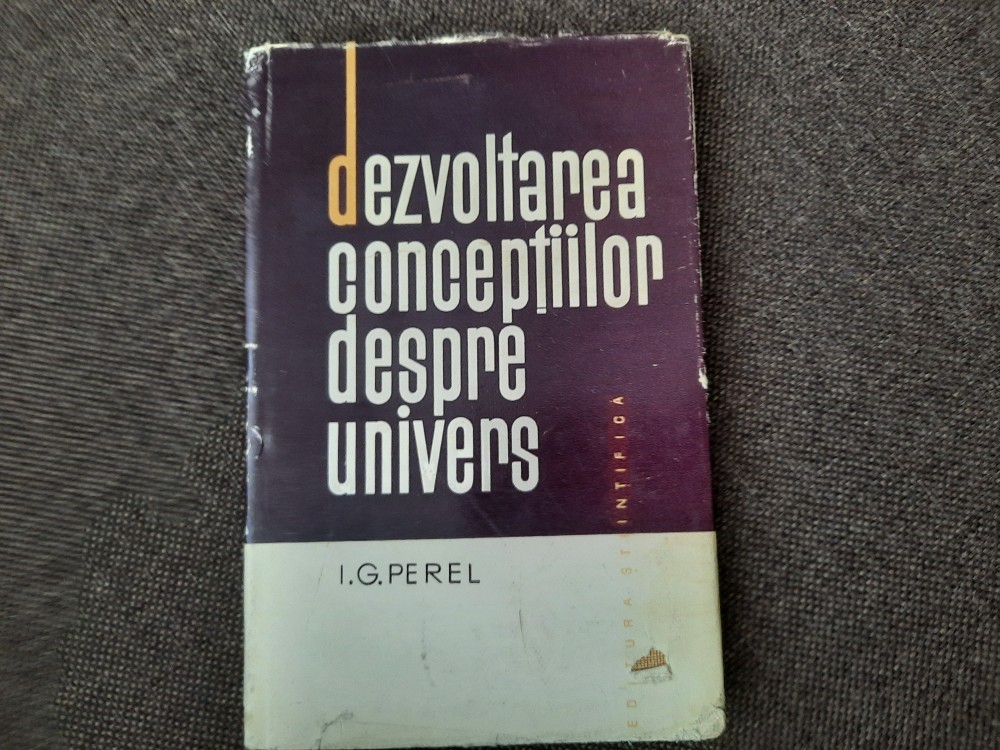 dezvoltarea
concepțiilor
despre
univers
I.G.PEREL
EDITURA ȘTIINȚIFICĂ